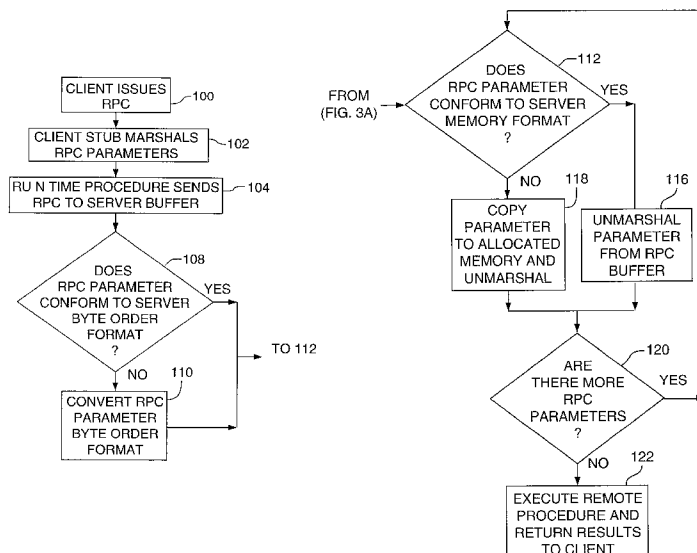 CLIENT ISSUES
RPC
100
CLIENT STUB MARSHALS
RPC PARAMETERS
102
RU N TIME PROCEDURE SENDS
RPC TO SERVER BUFFER
104
108
DOES
RPC PARAMETER
CONFORM TO SERVER
BYTE ORDER
FORMAT
?
YES
NO
TO 112
110
CONVERT RPC
PARAMETER
BYTE ORDER
FORMAT
FROM
(FIG. 3A)
112
DOES
RPC PARAMETER
CONFORM TO SERVER
MEMORY FORMAT
?
YES
NO
118
COPY
PARAMETER
TO ALLOCATED
MEMORY AND
UNMARSHAL
116
UNMARSHAL
PARAMETER
FROM RPC
BUFFER
120
ARE
THERE MORE
RPC
PARAMETERS
?
YES
NO
122
EXECUTE REMOTE
PROCEDURE AND
RETURN RESULTS
TO CLIENT